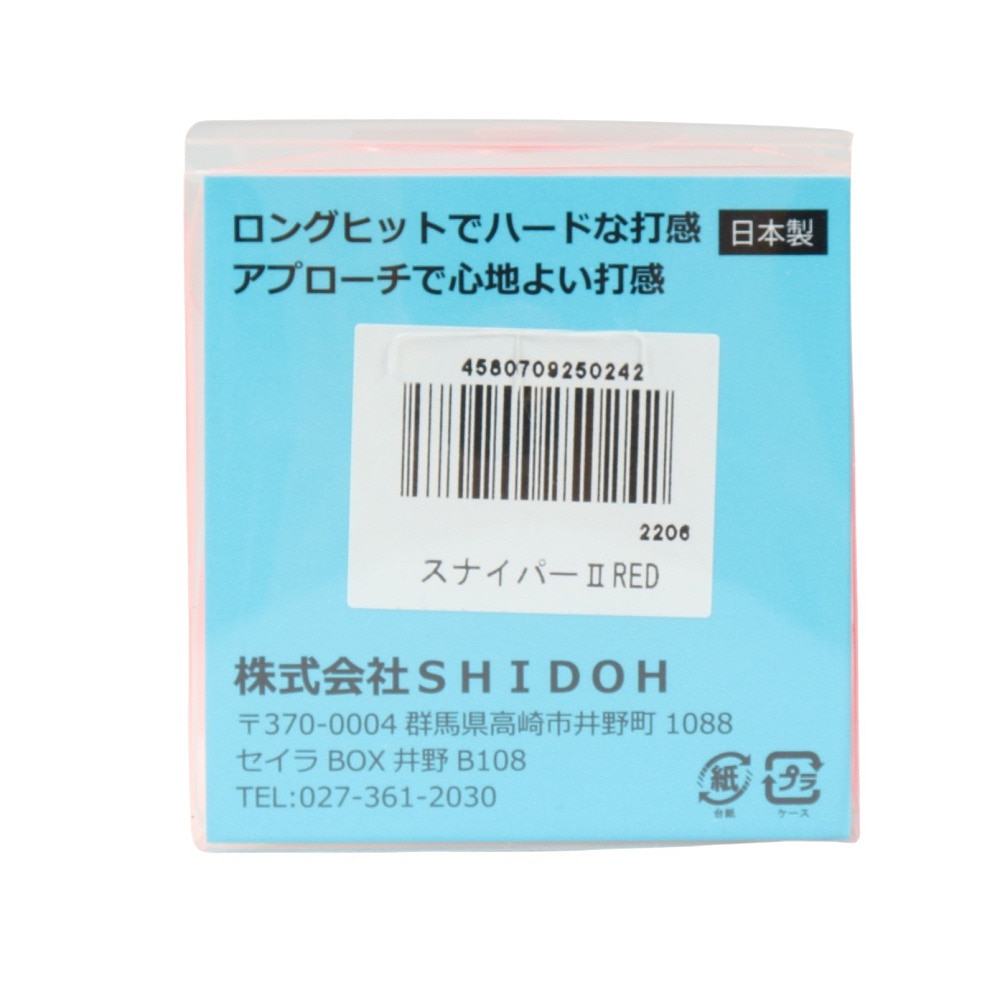 ロングヒットでハードな打感 日本製
アプローチで心地よい打感
4580709250242
2206
スナイパーⅡRED
株式会社ＳＨＩＤＯＨ
〒370-0004 群馬県高崎市井野町 1088
セイラ BOX 井野 B108
TEL:027-361-2030
紙 プラ
台紙 ケース